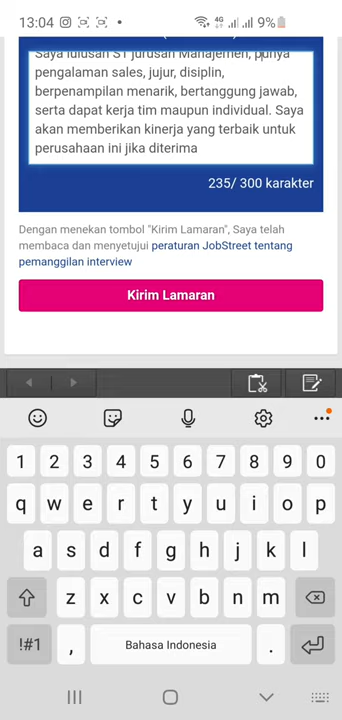 13:04 4G 9%
Saya lulusan S1 jurusan Manajemen, punya
pengalaman sales, jujur, disiplin,
berpenampilan menarik, bertanggung jawab,
serta dapat kerja tim maupun individual. Saya
akan memberikan kinerja yang terbaik untuk
perusahaan ini jika diterima
235/ 300 karakter
Dengan menekan tombol "Kirim Lamaran", Saya telah
membaca dan menyetujui peraturan JobStreet tentang
pemanggilan interview
Kirim Lamaran
1 2 3 4 5 6 7 8 9 0
q w e r t y u i o p
a s d f g h j k l
z x c v b n m
!#1 , Bahasa Indonesia .